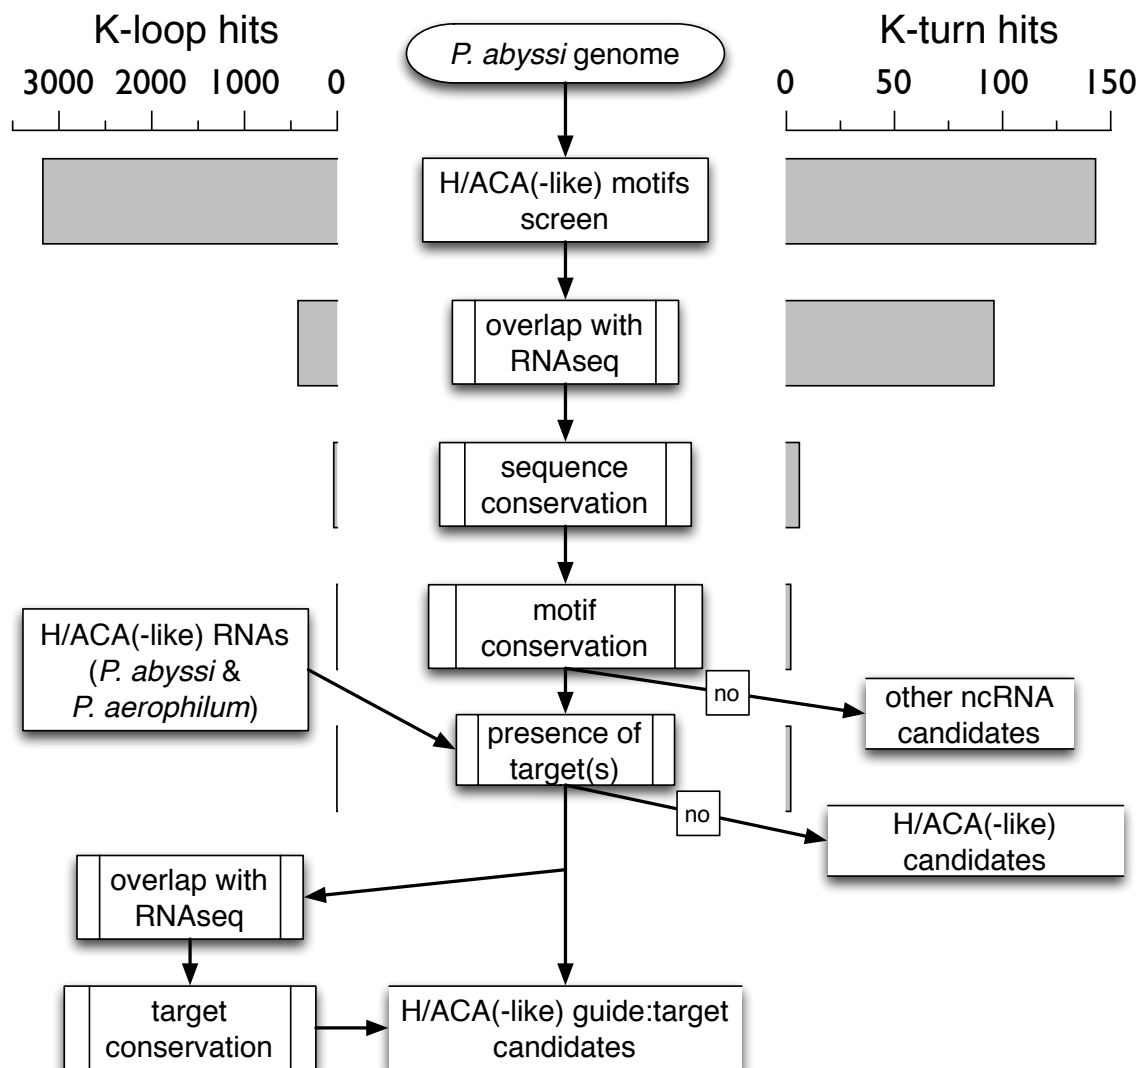 K-loop hits
3000 2000 1000 0
P. abyssi genome
K-turn hits
0 50 100 150
H/ACA(-like) motifs
screen
overlap with
RNAseq
sequence
conservation
motif
conservation
H/ACA(-like) RNAs
(P. abyssi &
P. aerophilum)
no
other ncRNA
candidates
presence of
target(s)
no
H/ACA(-like)
candidates
overlap with
RNAseq
target
conservation
H/ACA(-like) guide:target
candidates